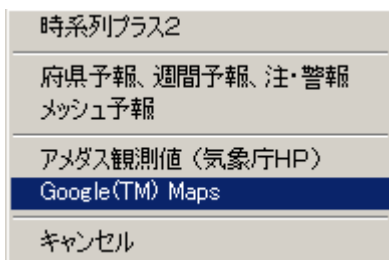 時系列プラス2
府県予報、週間予報、注・警報
メッシュ予報
アメダス観測値（気象庁HP）
Google(TM) Maps
キャンセル